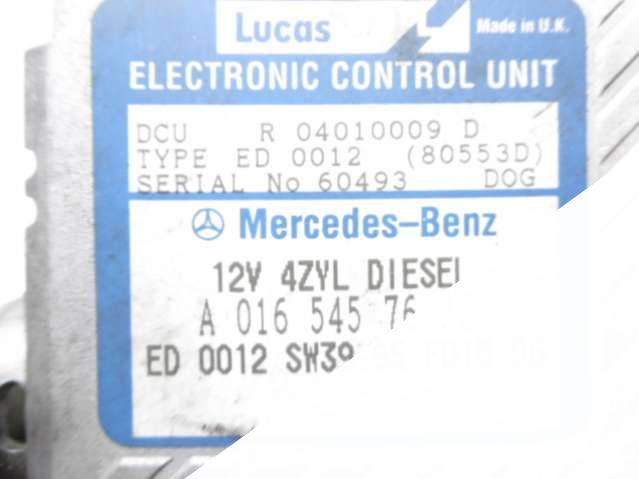 Lucas Made in U.K.
ELECTRONIC CONTROL UNIT
DCU R 04010009 D
TYPE ED 0012 (80553D)
SERIAL No 60493 DOG
Mercedes-Benz
12V 4ZYL DIESEL
A 016 545 76
ED 0012